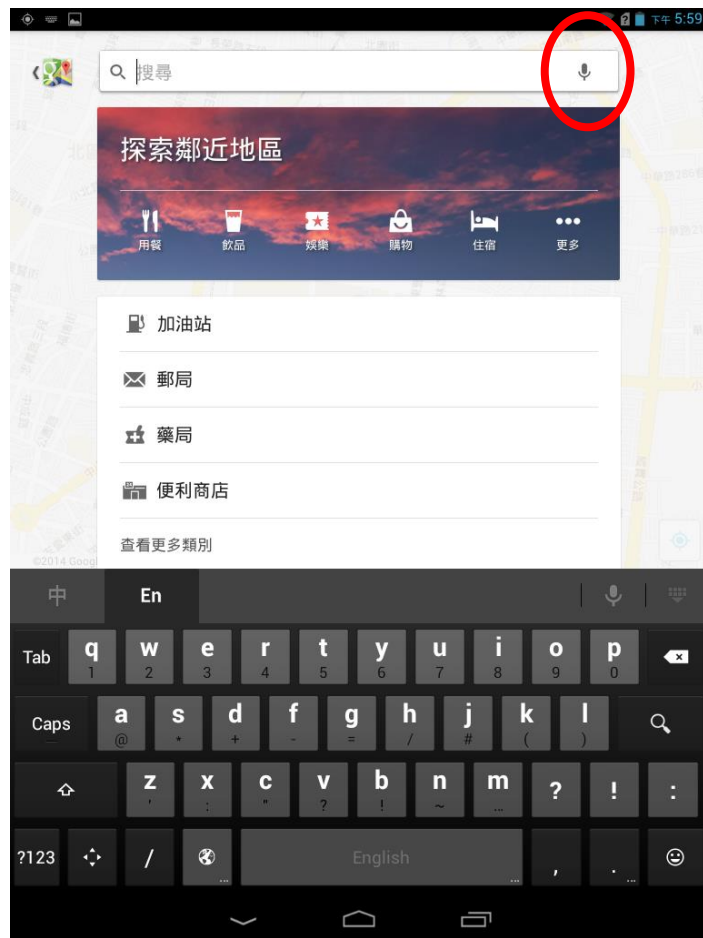 下午 5:59
搜尋
探索鄰近地區
用餐 飲品 娛樂 購物 住宿 更多
加油站
郵局
藥局
便利商店
查看更多類別
©2014 Googl
中 En
Tab q w e r t y u i o p
1 2 3 4 5 6 7 8 9 0
Caps a s d f g h j k l
@ * + - = / # ( )
z x c v b n m ? ! :
' : " ? ! ~ ...
?123 / English , .